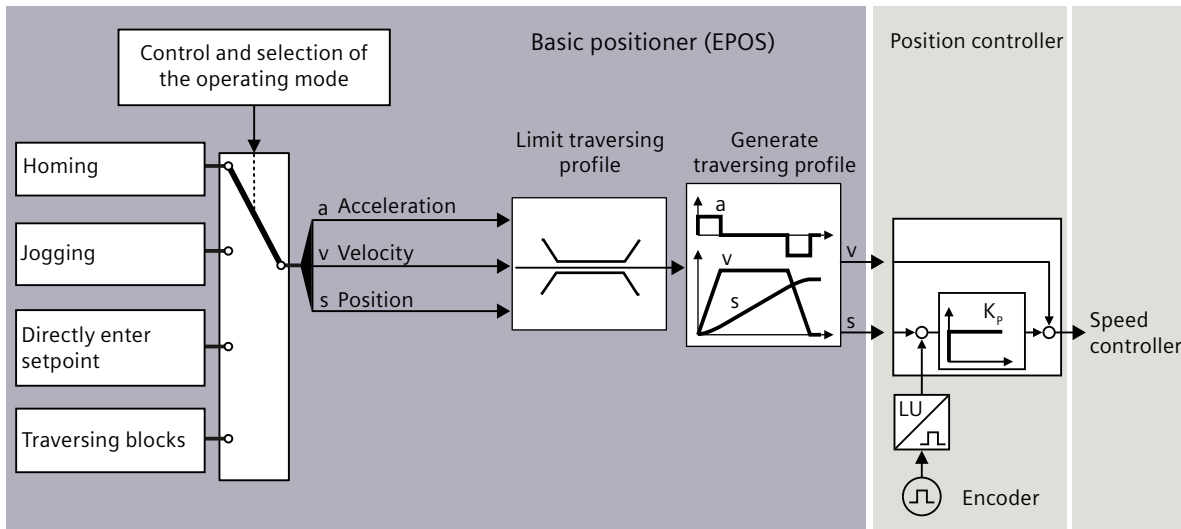 Control and selection of
the operating mode
Basic positioner (EPOS)
Position controller
Homing
Jogging
Directly enter
setpoint
Traversing blocks
a Acceleration
v Velocity
s Position
Limit traversing
profile
Generate
traversing profile
a
v
s
v
s
KP
LU
Encoder
Speed
controller